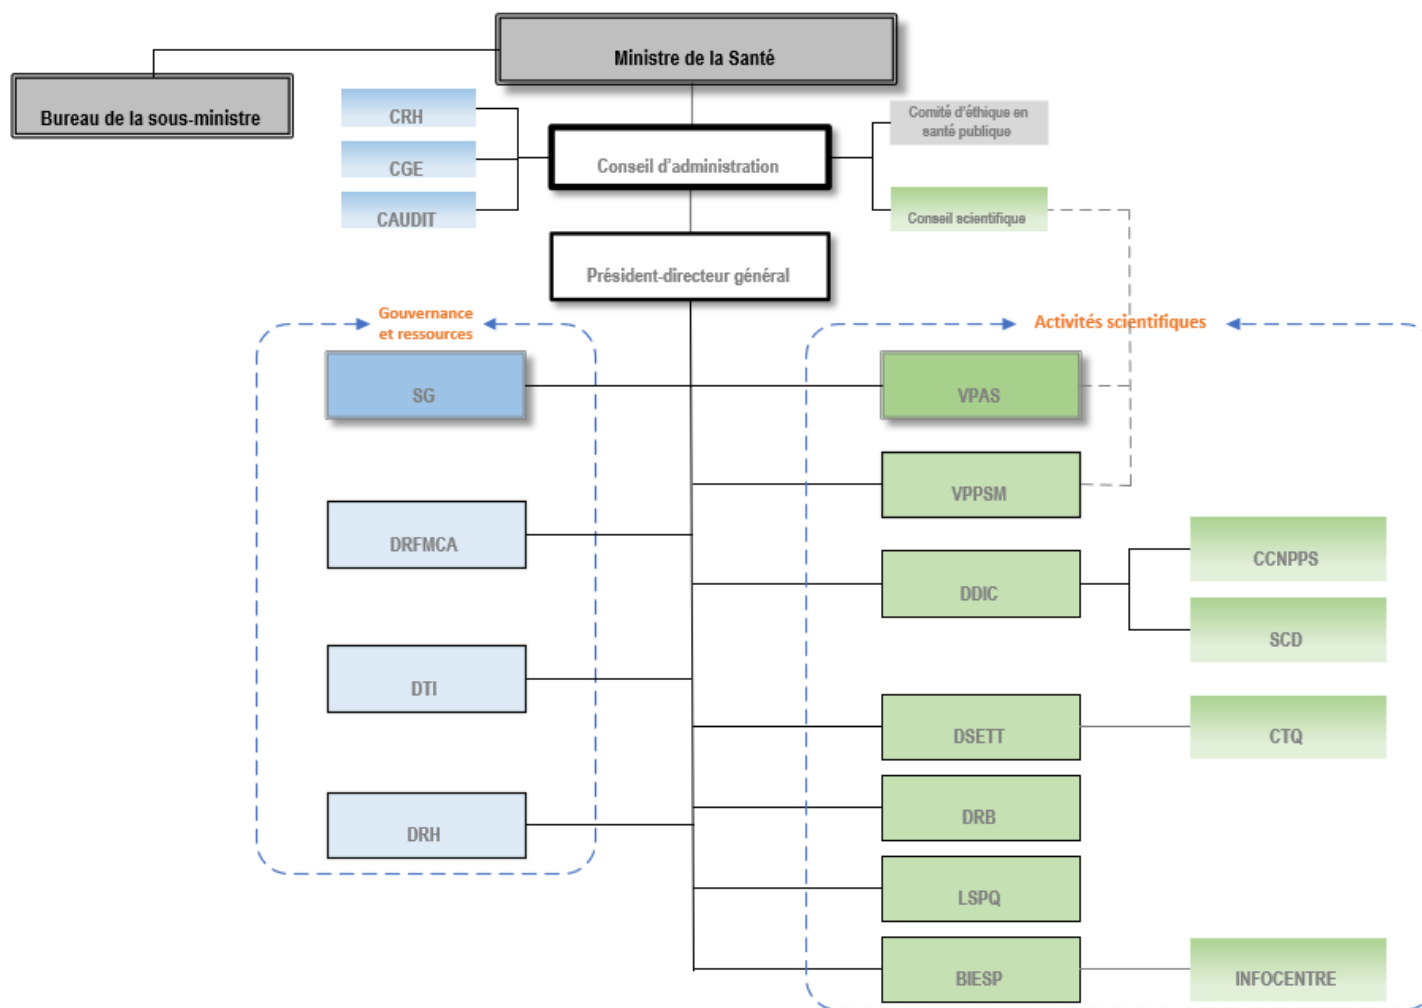 Ministre de la Santé
Bureau de la sous-ministre
CRH
CGE
CAUDIT
Conseil d'administration
Comité d'éthique en
santé publique
Conseil scientifique
Président-directeur général
Gouvernance
et ressources
Activités scientifiques
SG
VPAS
VPPSM
DRFMCA
DDIC
CCNPPS
SCD
DTI
DSETT
CTQ
DRB
DRH
LSPQ
BIESP
INFOCENTRE